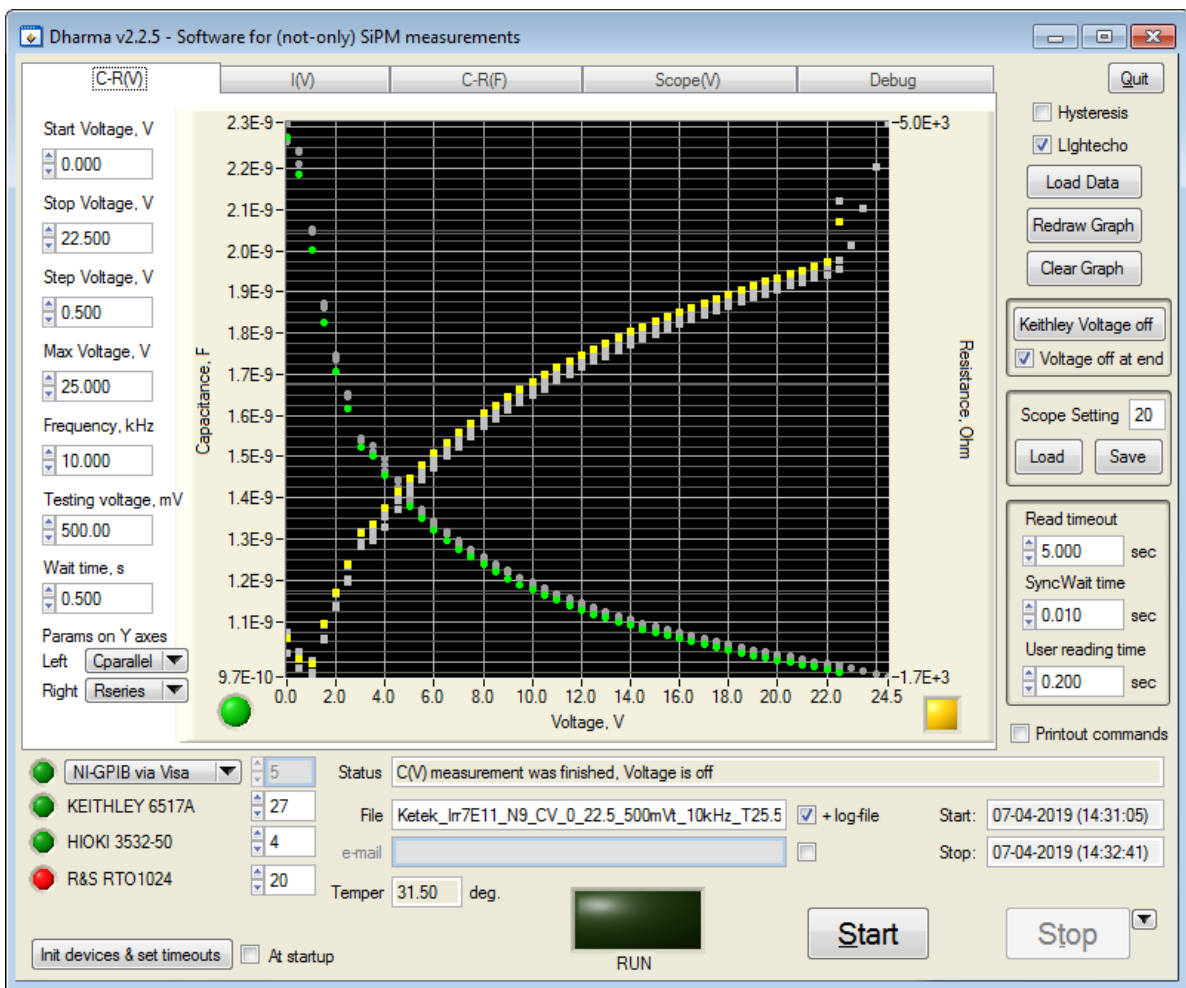 Dharma v2.2.5 - Software for (not-only) SiPM measurements
C-R(V)
I(V)
C-R(F)
Scope(V)
Debug
Quit
Start Voltage, V
0.000
Stop Voltage, V
22.500
Step Voltage, V
0.500
Max Voltage, V
25.000
Frequency, kHz
10.000
Testing voltage, mV
500.00
Wait time, s
0.500
Params on Y axes
Left Cparallel
Right Rseries
Capacitance, F
2.3E-9
2.2E-9
2.1E-9
2.0E-9
1.9E-9
1.8E-9
1.7E-9
1.6E-9
1.5E-9
1.4E-9
1.3E-9
1.2E-9
1.1E-9
9.7E-10
0.0 2.0 4.0 6.0 8.0 10.0 12.0 14.0 16.0 18.0 20.0 22.0 24.5
Voltage, V
5.0E+3
1.7E+3
Resistance, Ohm
Hysteresis
LIghtecho
Load Data
Redraw Graph
Clear Graph
Keithley Voltage off
Voltage off at end
Scope Setting 20
Load Save
Read timeout
5.000 sec
SyncWait time
0.010 sec
User reading time
0.200 sec
Printout commands
NI-GPIB via Visa 5
KEITHLEY 6517A 27
HIOKI 3532-50 4
R&S RTO1024 20
Init devices & set timeouts At startup
Status C(V) measurement was finished, Voltage is off
File Ketek_Irr7E11_N9_CV_0_22.5_500mVt_10kHz_T25.5 + log-file
e-mail
Temper 31.50 deg.
RUN
Start: 07-04-2019 (14:31:05)
Stop: 07-04-2019 (14:32:41)
Start
Stop